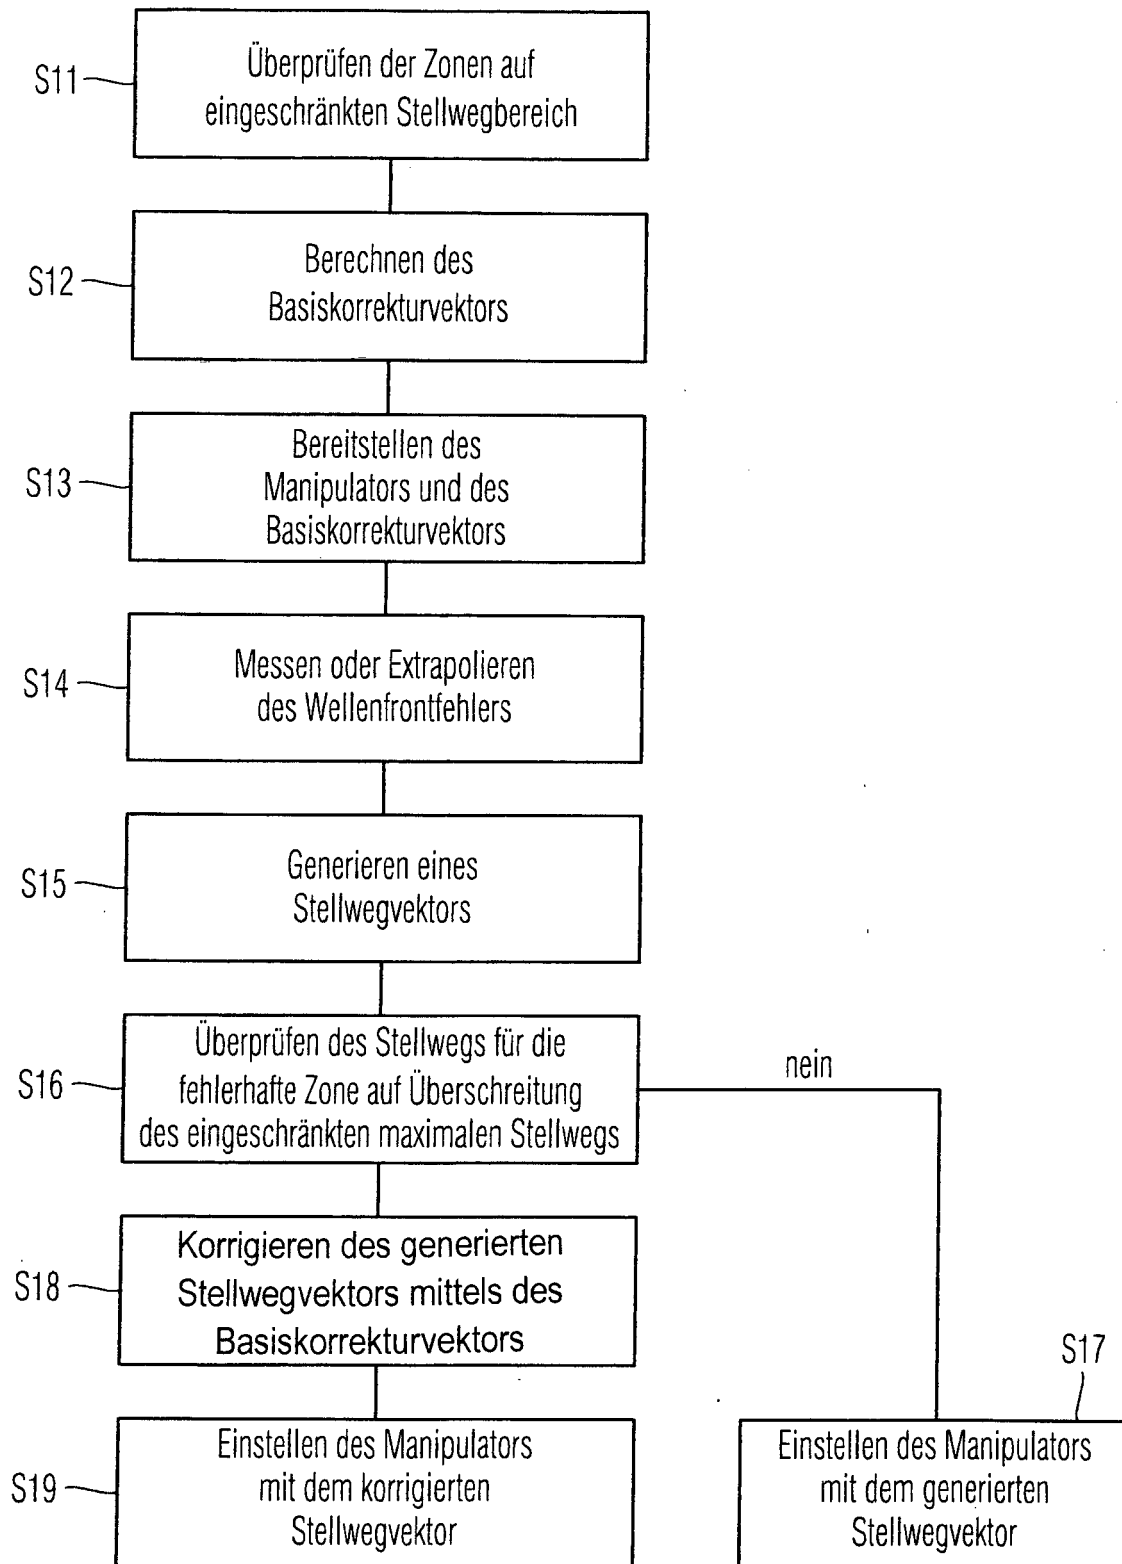 S11
Überprüfen der Zonen auf
eingeschränkten Stellwegbereich
S12
Berechnen des
Basiskorrekturvektors
S13
Bereitstellen des
Manipulators und des
Basiskorrekturvektors
S14
Messen oder Extrapolieren
des Wellenfrontfehlers
S15
Generieren eines
Stellwegvektors
S16
Überprüfen des Stellwegs für die
fehlerhafte Zone auf Überschreitung
des eingeschränkten maximalen Stellwegs
nein
S18
Korrigieren des generierten
Stellwegvektors mittels des
Basiskorrekturvektors
S17
S19
Einstellen des Manipulators
mit dem korrigierten
Stellwegvektor
Einstellen des Manipulators
mit dem generierten
Stellwegvektor